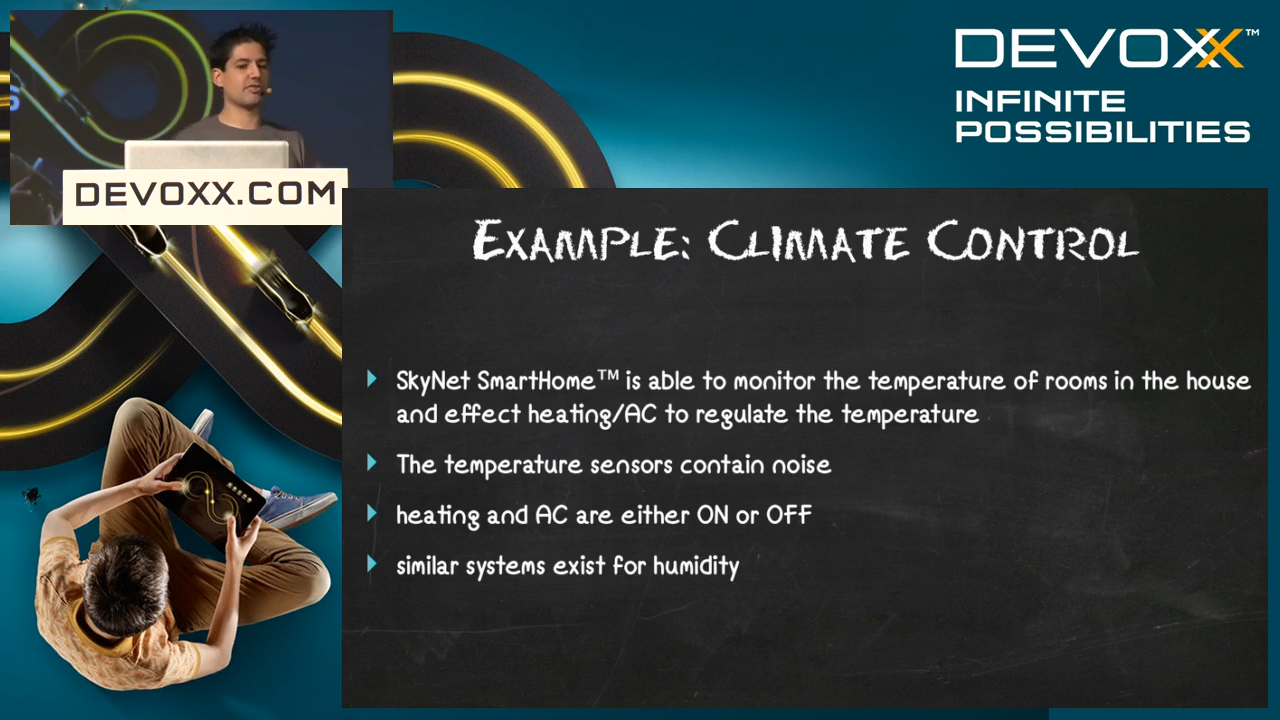 DEVOXX™
INFINITE
POSSIBILITIES
DEVOXX.COM
Example: Climate Control
SkyNet SmartHome™ is able to monitor the temperature of rooms in the house
and effect heating/AC to regulate the temperature
The temperature sensors contain noise
heating and AC are either ON or OFF
similar systems exist for humidity